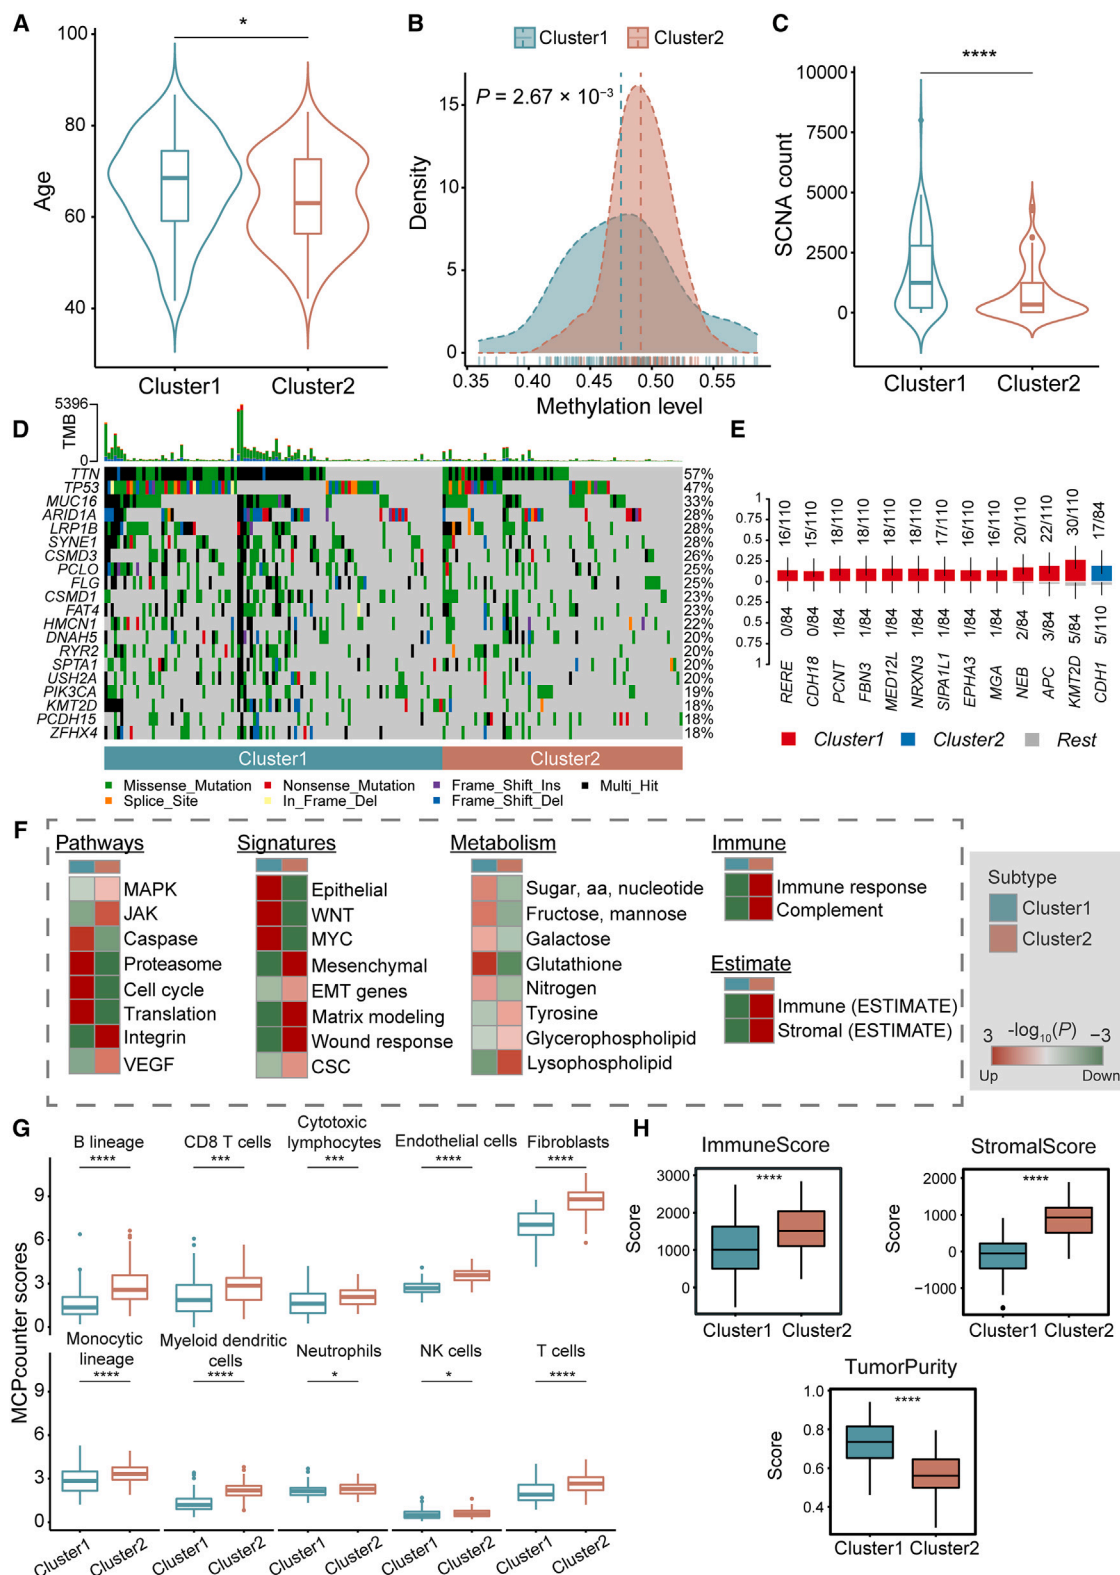 A
B
C
Cluster1 Cluster2
*
****
P = 2.67 × 10⁻³
Age
100
80
60
40
Cluster1 Cluster2
Density
15
10
5
0
0.35 0.40 0.45 0.50 0.55
Methylation level
SCNA count
10000
7500
5000
2500
0
Cluster1 Cluster2
D
TMB
5396
0
TTN 57%
TP53 47%
MUC16 33%
ARID1A 28%
LRP1B 28%
SYNE1 28%
CSMD3 26%
PCLO 25%
FLG 25%
CSMD1 23%
FAT4 23%
HMCN1 22%
DNAH5 20%
RYR2 20%
SPTA1 20%
USH2A 20%
PIK3CA 19%
KMT2D 18%
PCDH15 18%
ZFHX4 18%
Cluster1 Cluster2
Missense_Mutation Nonsense_Mutation Frame_Shift_Ins Multi_Hit
Splice_Site In_Frame_Del Frame_Shift_Del
E
1
0.75
0.5
0.25
0
0.25
0.5
0.75
1
16/110 15/110 18/110 18/110 18/110 18/110 17/110 16/110 16/110 20/110 22/110 30/110 17/84
0/84 0/84 1/84 1/84 1/84 1/84 1/84 1/84 1/84 2/84 3/84 5/84 5/110
RERE CDH18 PCNT FBN3 MED12L NRXN3 SIPA1L1 EPHA3 MGA NEB APC KMT2D CDH1
Cluster1 Cluster2 Rest
F
Pathways
MAPK
JAK
Caspase
Proteasome
Cell cycle
Translation
Integrin
VEGF
Signatures
Epithelial
WNT
MYC
Mesenchymal
EMT genes
Matrix modeling
Wound response
CSC
Metabolism
Sugar, aa, nucleotide
Fructose, mannose
Galactose
Glutathione
Nitrogen
Tyrosine
Glycerophospholipid
Lysophospholipid
Immune
Immune response
Complement
Estimate
Immune (ESTIMATE)
Stromal (ESTIMATE)
Subtype
Cluster1
Cluster2
3 -log₁₀(P) −3
Up Down
G
MCPcounter scores
B lineage
****
CD8 T cells
***
Cytotoxic
lymphocytes
***
Endothelial cells
****
Fibroblasts
****
9
6
3
0
Monocytic
lineage
****
Myeloid dendritic
cells
****
Neutrophils
*
NK cells
*
T cells
****
9
6
3
0
Cluster1 Cluster2 Cluster1 Cluster2 Cluster1 Cluster2 Cluster1 Cluster2 Cluster1 Cluster2
H
ImmuneScore
****
Score
3000
2000
1000
0
Cluster1 Cluster2
StromalScore
****
Score
2000
1000
0
−1000
Cluster1 Cluster2
TumorPurity
****
Score
1.0
0.8
0.6
0.4
Cluster1 Cluster2